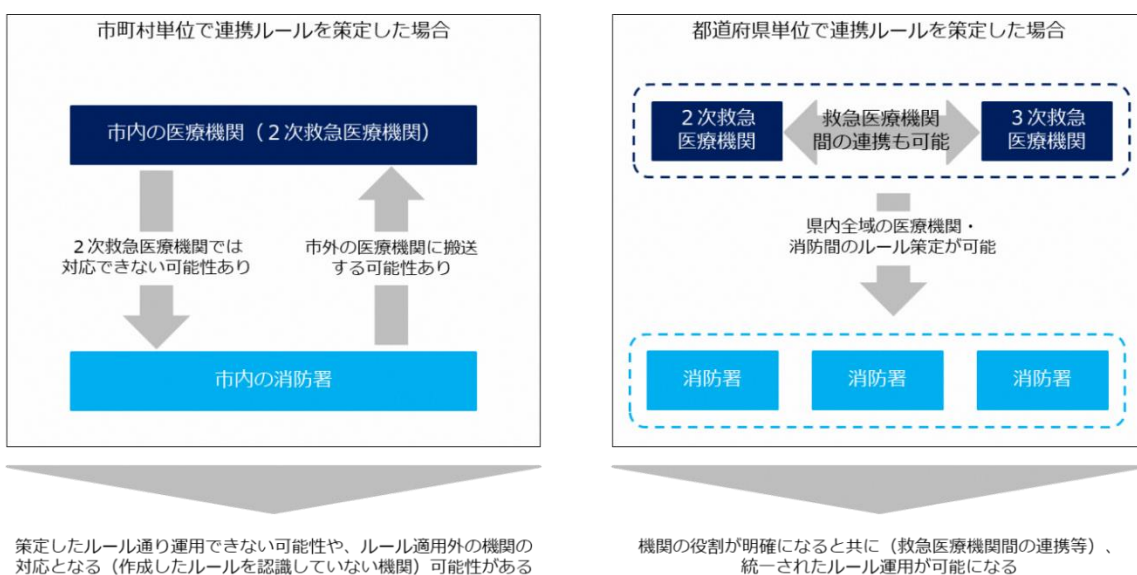 市町村単位で連携ルールを策定した場合
市内の医療機関（２次救急医療機関）
２次救急医療機関では
対応できない可能性あり
市外の医療機関に搬送
する可能性あり
市内の消防署
策定したルール通り運用できない可能性や、ルール適用外の機関の
対応となる（作成したルールを認識していない機関）可能性がある
都道府県単位で連携ルールを策定した場合
２次救急
医療機関
救急医療機関
間の連携も可能
３次救急
医療機関
県内全域の医療機関・
消防間のルール策定が可能
消防署
消防署
消防署
機関の役割が明確になると共に（救急医療機関間の連携等）、
統一されたルール運用が可能になる